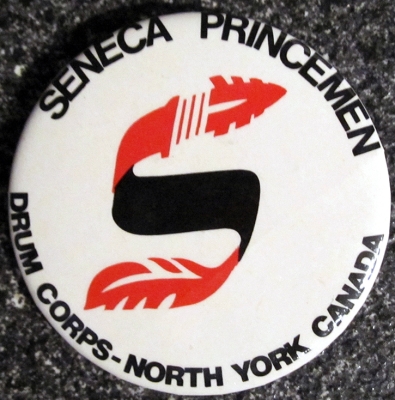 SENECA PRINCEMEN
DRUM CORPS-NORTH YORK CANADA